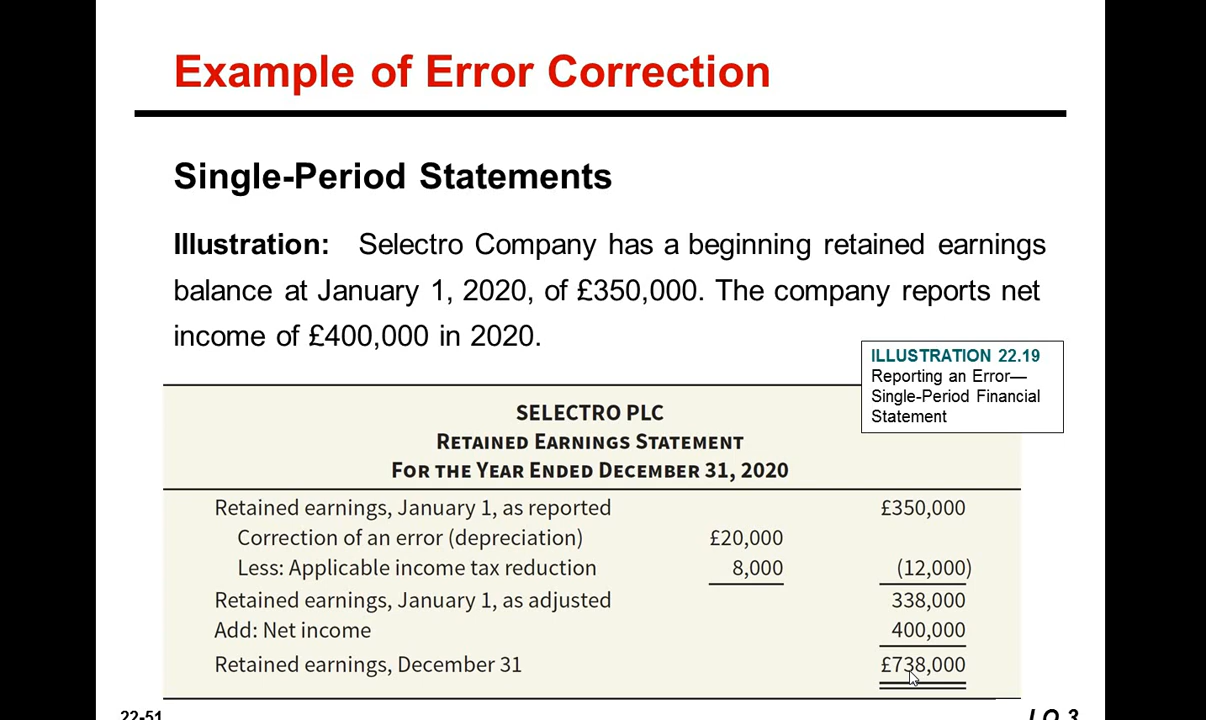 Example of Error Correction
Single-Period Statements
Illustration: Selectro Company has a beginning retained earnings
balance at January 1, 2020, of £350,000. The company reports net
income of £400,000 in 2020.
ILLUSTRATION 22.19
Reporting an Error—
Single-Period Financial
Statement
SELECTRO PLC
RETAINED EARNINGS STATEMENT
FOR THE YEAR ENDED DECEMBER 31, 2020
Retained earnings, January 1, as reported £350,000
Correction of an error (depreciation) £20,000
Less: Applicable income tax reduction 8,000 (12,000)
Retained earnings, January 1, as adjusted 338,000
Add: Net income 400,000
Retained earnings, December 31 £738,000
22-51 LO 3